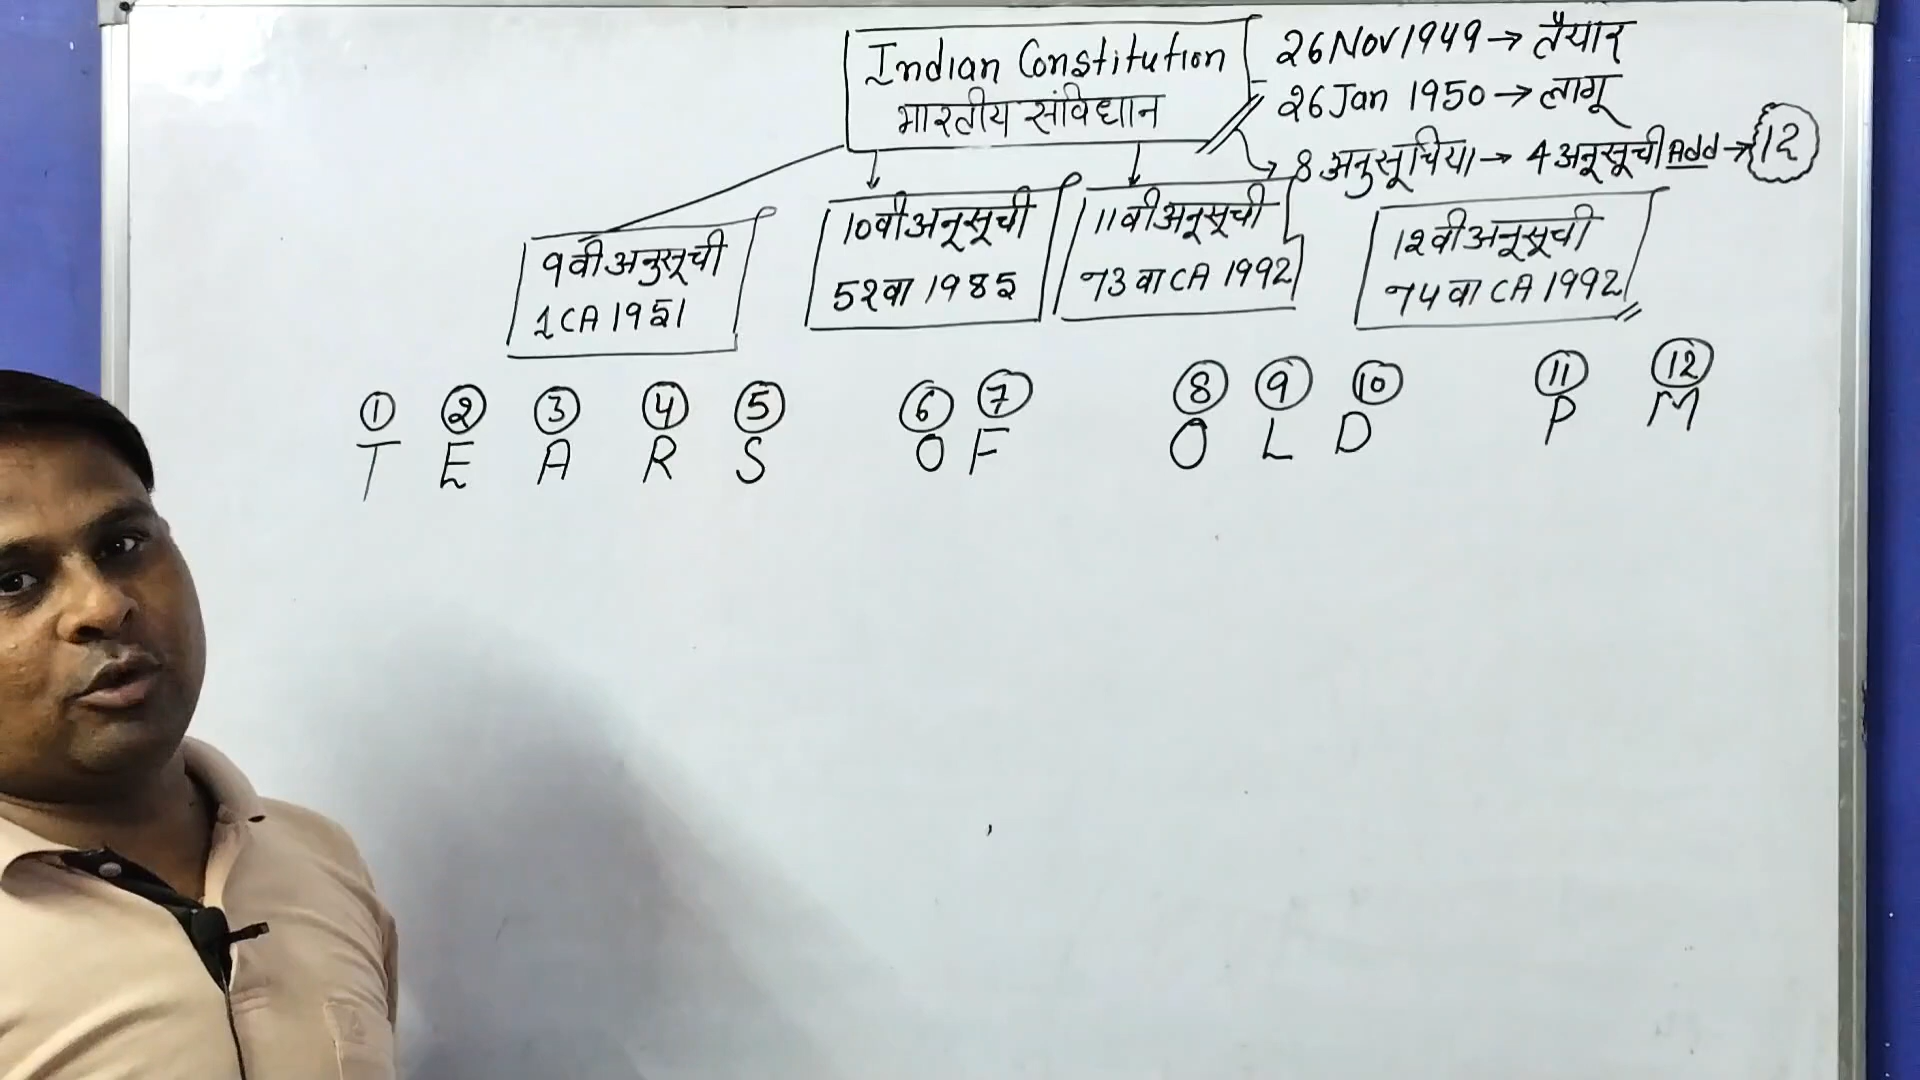 Indian Constitution
भारतीय संविधान
26 Nov 1949 → तैयार
26 Jan 1950 → लागू
8 अनुसूचिया → 4 अनूसूची Add → 12
9वी अनुसूची
1 CA 1951
10वी अनूसूची
52वा 1985
11वी अनूसूची
73 वा CA 1992
12वी अनूसूची
74 वा CA 1992
1 2 3 4 5 6 7 8 9 10 11 12
T E A R S O F O L D P M